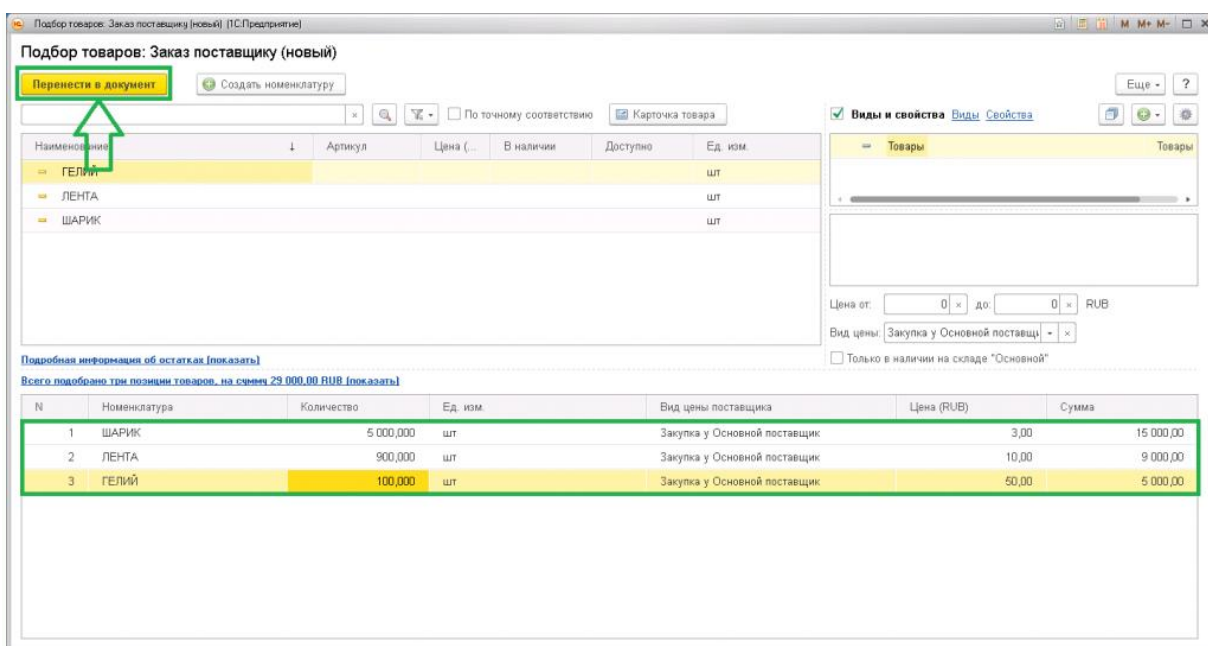 Подбор товаров: Заказ поставщику (новый) (1С:Предприятие) M M+ M-
Подбор товаров: Заказ поставщику (новый)
Перенести в документ Создать номенклатуру Еще ?
По точному соответствию Карточка товара Виды и свойства Виды Свойства
Наименование ↓ Артикул Цена (... В наличии Доступно Ед. изм. Товары Товары
ГЕЛИЙ шт
ЛЕНТА шт
ШАРИК шт
Цена от: 0 × до: 0 × RUB
Вид цены: Закупка у Основной поставщи
Подробная информация об остатках [показать] Только в наличии на складе "Основной"
Всего подобрано три позиции товаров, на сумму 29 000,00 RUB [показать]
N Номенклатура Количество Ед. изм. Вид цены поставщика Цена (RUB) Сумма
1 ШАРИК 5 000,000 шт Закупка у Основной поставщик 3,00 15 000,00
2 ЛЕНТА 900,000 шт Закупка у Основной поставщик 10,00 9 000,00
3 ГЕЛИЙ 100,000 шт Закупка у Основной поставщик 50,00 5 000,00